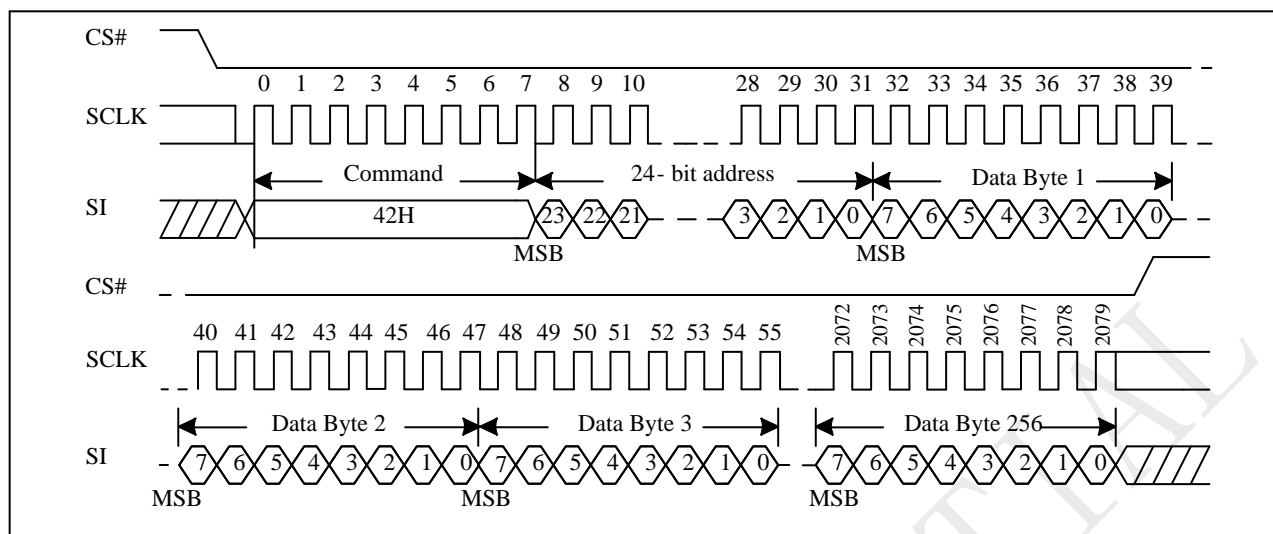 CS#
0 1 2 3 4 5 6 7 8 9 10 28 29 30 31 32 33 34 35 36 37 38 39
SCLK
Command 24- bit address Data Byte 1
SI 42H 23 22 21 3 2 1 0 7 6 5 4 3 2 1 0
MSB MSB
CS#
40 41 42 43 44 45 46 47 48 49 50 51 52 53 54 55 2072 2073 2074 2075 2076 2077 2078 2079
SCLK
Data Byte 2 Data Byte 3 Data Byte 256
SI 7 6 5 4 3 2 1 0 7 6 5 4 3 2 1 0 7 6 5 4 3 2 1 0
MSB MSB MSB
TIAL